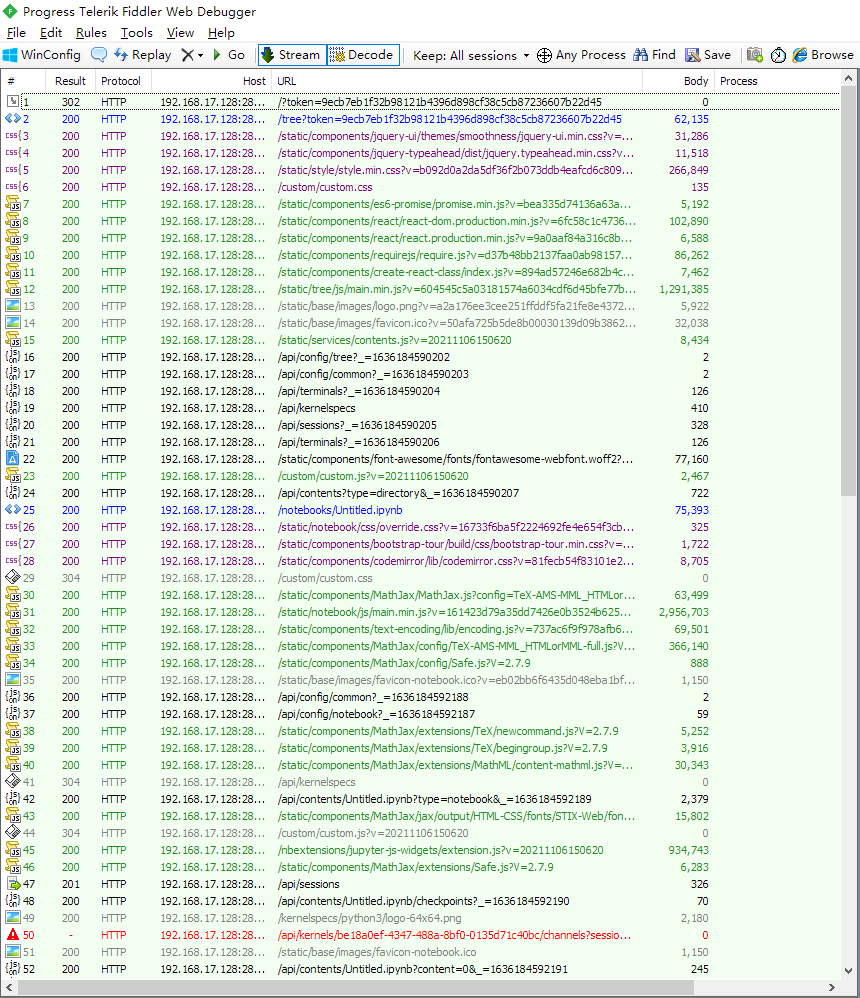 Progress Telerik Fiddler Web Debugger
File Edit Rules Tools View Help
WinConfig Replay Go Stream Decode Keep: All sessions Any Process Find Save Browse
# Result Protocol Host URL Body Process
1 302 HTTP 192.168.17.128:28... /?token=9ecb7eb1f32b98121b4396d898cf38c5cb87236607b22d45 0
2 200 HTTP 192.168.17.128:28... /tree?token=9ecb7eb1f32b98121b4396d898cf38c5cb87236607b22d45 62,135
3 200 HTTP 192.168.17.128:28... /static/components/jquery-ui/themes/smoothness/jquery-ui.min.css?v=... 31,286
4 200 HTTP 192.168.17.128:28... /static/components/jquery-typeahead/dist/jquery.typeahead.min.css?v... 11,518
5 200 HTTP 192.168.17.128:28... /static/style/style.min.css?v=b092d0a2da5df36f2b073ddb4eafcd6c809... 266,849
6 200 HTTP 192.168.17.128:28... /custom/custom.css 135
7 200 HTTP 192.168.17.128:28... /static/components/es6-promise/promise.min.js?v=bea335d74136a63a... 5,192
8 200 HTTP 192.168.17.128:28... /static/components/react/react-dom.production.min.js?v=6fc58c1c4736... 102,890
9 200 HTTP 192.168.17.128:28... /static/components/react/react.production.min.js?v=9a0aaf84a316c8b... 6,588
10 200 HTTP 192.168.17.128:28... /static/components/requirejs/require.js?v=d37b48bb2137faa0ab98157... 86,262
11 200 HTTP 192.168.17.128:28... /static/components/create-react-class/index.js?v=894ad57246e682b4c... 7,462
12 200 HTTP 192.168.17.128:28... /static/tree/js/main.min.js?v=604545c5a03181574a6034cdf6d45bfe77b... 1,291,385
13 200 HTTP 192.168.17.128:28... /static/base/images/logo.png?v=a2a176ee3cee251ffddf5fa21fe8e4372... 5,922
14 200 HTTP 192.168.17.128:28... /static/base/images/favicon.ico?v=50afa725b5de8b00030139d09b3862... 32,038
15 200 HTTP 192.168.17.128:28... /static/services/contents.js?v=20211106150620 8,434
16 200 HTTP 192.168.17.128:28... /api/config/tree?_=1636184590202 2
17 200 HTTP 192.168.17.128:28... /api/config/common?_=1636184590203 2
18 200 HTTP 192.168.17.128:28... /api/terminals?_=1636184590204 126
19 200 HTTP 192.168.17.128:28... /api/kernelspecs 410
20 200 HTTP 192.168.17.128:28... /api/sessions?_=1636184590205 328
21 200 HTTP 192.168.17.128:28... /api/terminals?_=1636184590206 126
22 200 HTTP 192.168.17.128:28... /static/components/font-awesome/fonts/fontawesome-webfont.woff2?... 77,160
23 200 HTTP 192.168.17.128:28... /custom/custom.js?v=20211106150620 2,467
24 200 HTTP 192.168.17.128:28... /api/contents?type=directory&_=1636184590207 722
25 200 HTTP 192.168.17.128:28... /notebooks/Untitled.ipynb 75,393
26 200 HTTP 192.168.17.128:28... /static/notebook/css/override.css?v=16733f6ba5f2224692fe4e654f3cb... 325
27 200 HTTP 192.168.17.128:28... /static/components/bootstrap-tour/build/css/bootstrap-tour.min.css?v=... 1,722
28 200 HTTP 192.168.17.128:28... /static/components/codemirror/lib/codemirror.css?v=81fecb54f83101e2... 8,705
29 304 HTTP 192.168.17.128:28... /custom/custom.css 0
30 200 HTTP 192.168.17.128:28... /static/components/MathJax/MathJax.js?config=TeX-AMS-MML_HTMLor... 63,499
31 200 HTTP 192.168.17.128:28... /static/notebook/js/main.min.js?v=161423d79a35dd7426e0b3524b625... 2,956,703
32 200 HTTP 192.168.17.128:28... /static/components/text-encoding/lib/encoding.js?v=737ac6f9f978afb6... 69,501
33 200 HTTP 192.168.17.128:28... /static/components/MathJax/config/TeX-AMS-MML_HTMLorMML-full.js?V... 366,140
34 200 HTTP 192.168.17.128:28... /static/components/MathJax/config/Safe.js?V=2.7.9 888
35 200 HTTP 192.168.17.128:28... /static/base/images/favicon-notebook.ico?v=eb02bb6f6435d048eba1bf... 1,150
36 200 HTTP 192.168.17.128:28... /api/config/common?_=1636184592188 2
37 200 HTTP 192.168.17.128:28... /api/config/notebook?_=1636184592187 59
38 200 HTTP 192.168.17.128:28... /static/components/MathJax/extensions/TeX/newcommand.js?V=2.7.9 5,252
39 200 HTTP 192.168.17.128:28... /static/components/MathJax/extensions/TeX/begingroup.js?V=2.7.9 3,916
40 200 HTTP 192.168.17.128:28... /static/components/MathJax/extensions/MathML/content-mathml.js?V=... 30,343
41 304 HTTP 192.168.17.128:28... /api/kernelspecs 0
42 200 HTTP 192.168.17.128:28... /api/contents/Untitled.ipynb?type=notebook&_=1636184592189 2,379
43 200 HTTP 192.168.17.128:28... /static/components/MathJax/jax/output/HTML-CSS/fonts/STIX-Web/fon... 15,802
44 304 HTTP 192.168.17.128:28... /custom/custom.js?v=20211106150620 0
45 200 HTTP 192.168.17.128:28... /nbextensions/jupyter-js-widgets/extension.js?v=20211106150620 934,743
46 200 HTTP 192.168.17.128:28... /static/components/MathJax/extensions/Safe.js?V=2.7.9 6,283
47 201 HTTP 192.168.17.128:28... /api/sessions 326
48 200 HTTP 192.168.17.128:28... /api/contents/Untitled.ipynb/checkpoints?_=1636184592190 70
49 200 HTTP 192.168.17.128:28... /kernelspecs/python3/logo-64x64.png 2,180
50 - HTTP 192.168.17.128:28... /api/kernels/be18a0ef-4347-488a-8bf0-0135d71c40bc/channels?sessio... 0
51 200 HTTP 192.168.17.128:28... /static/base/images/favicon-notebook.ico 1,150
52 200 HTTP 192.168.17.128:28... /api/contents/Untitled.ipynb?content=0&_=1636184592191 245